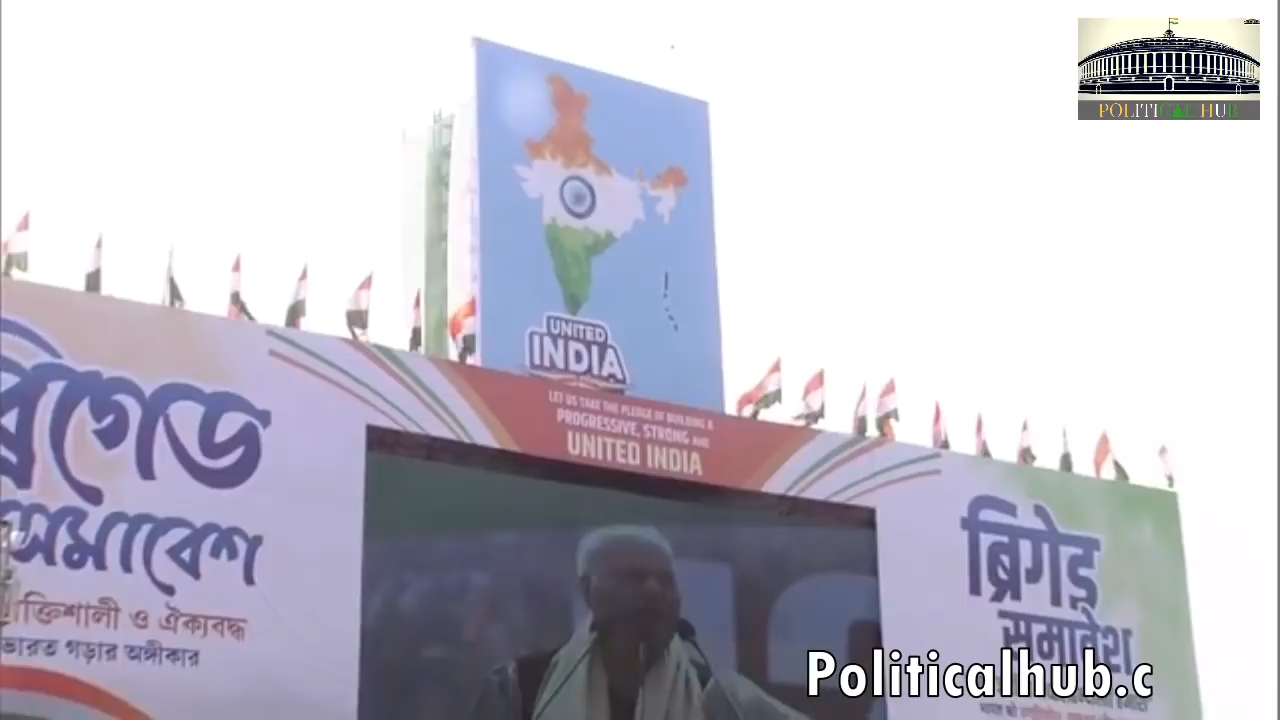 POLITICAL HUB
UNITED
INDIA
LET US TAKE THE PLEDGE OF BUILDING A
PROGRESSIVE, STRONG AND
UNITED INDIA
ব্রিগেড
সমাবেশ
শক্তিশালী ও ঐক্যবদ্ধ
ভারত গড়ার অঙ্গীকার
ब्रिगेड
समावेश
Politicalhub.c